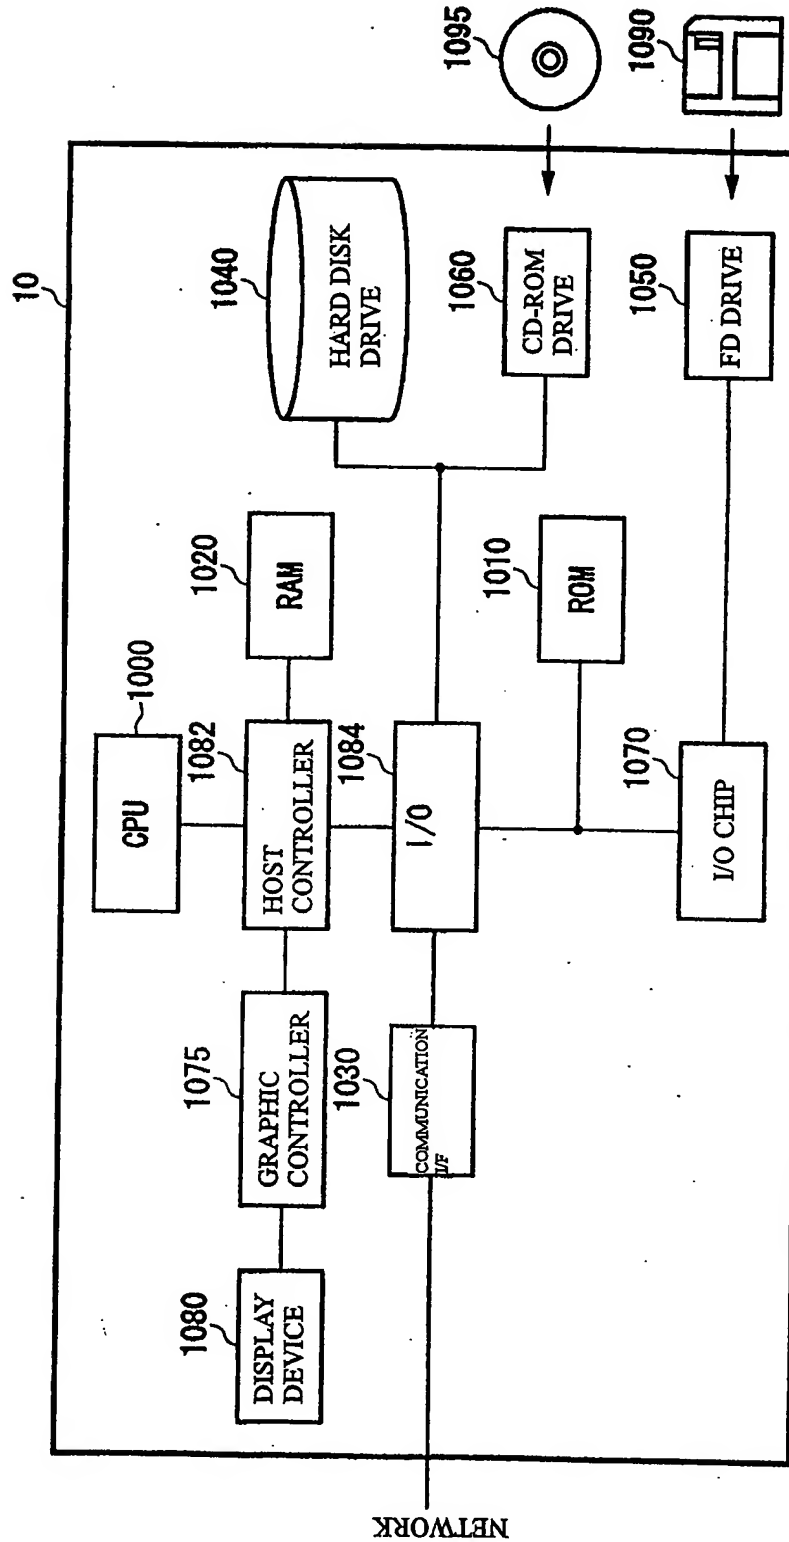 10
1000
CPU
1080
DISPLAY
DEVICE
1075
GRAPHIC
CONTROLLER
1082
HOST
CONTROLLER
1020
RAM
1040
HARD DISK
DRIVE
NETWORK
1030
COMMUNICATION
I/F
1084
I/O
1060
CD-ROM
DRIVE
1095
1010
ROM
1070
I/O CHIP
1050
FD DRIVE
1090